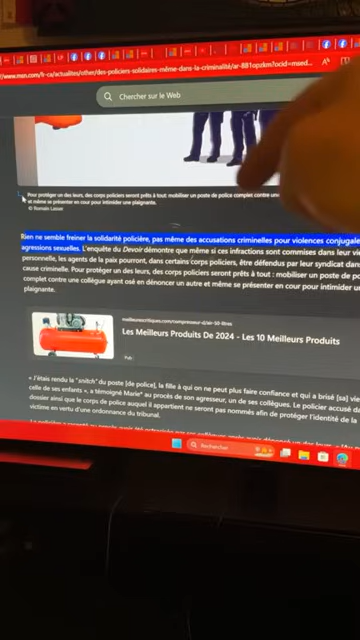 www.msn.com/fr-ca/actualites/other/des-policiers-solidaires-même-dans-la-criminalité/ar-BB1opzkm?ocid=msed...
Chercher sur le Web
Pour protéger un des leurs, des corps policiers seront prêts à tout: mobiliser un poste de police complet contre une
et même se présenter en cour pour intimider une plaignante.
© Romain Lasser
Rien ne semble freiner la solidarité policière, pas même des accusations criminelles pour violences conjugale
agressions sexuelles. L'enquête du Devoir démontre que même si ces infractions sont commises dans leur vie
personnelle, les agents de la paix pourront, dans certains corps policiers, être défendus par leur syndicat dans
cause criminelle. Pour protéger un des leurs, des corps policiers seront prêts à tout : mobiliser un poste de po
complet contre une collègue ayant osé en dénoncer un autre et même se présenter en cour pour intimider un
plaignante.
meilleurescritiques.com/compresseur-d/air-50-litres
Les Meilleurs Produits De 2024 - Les 10 Meilleurs Produits
Pub
« J'étais rendu la "snitch" du poste [de police], la fille à qui on ne peut plus faire confiance et qui a brisé [sa] vie
celle de ses enfants », a témoigné Marie* au procès de son agresseur, un de ses collègues. Le policier accusé da
dossier ainsi que le corps de police auquel il appartient ne seront pas nommés afin de protéger l'identité de la
victime en vertu d'une ordonnance du tribunal.
Rechercher